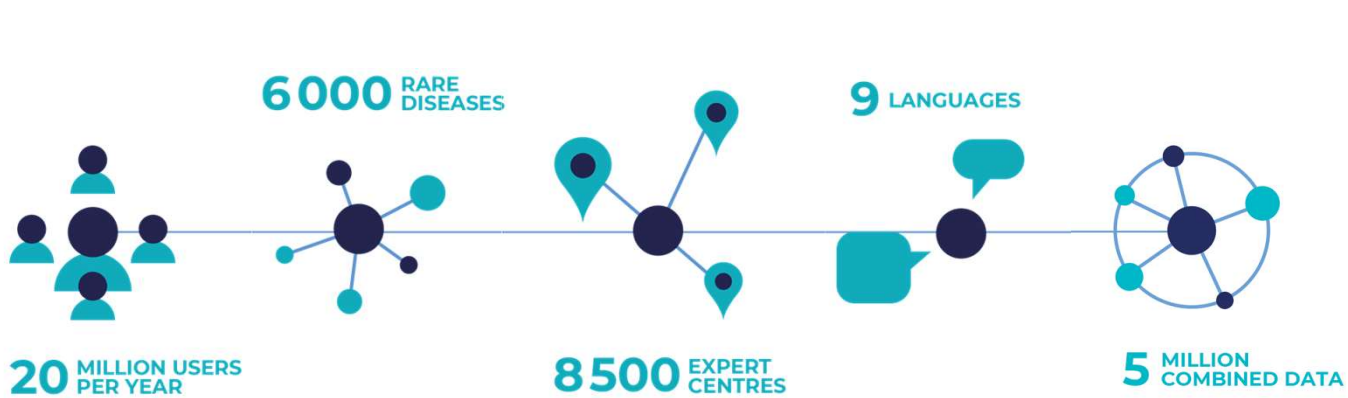 6 000 RARE
DISEASES
9 LANGUAGES
20 MILLION USERS
PER YEAR
8 500 EXPERT
CENTRES
5 MILLION
COMBINED DATA